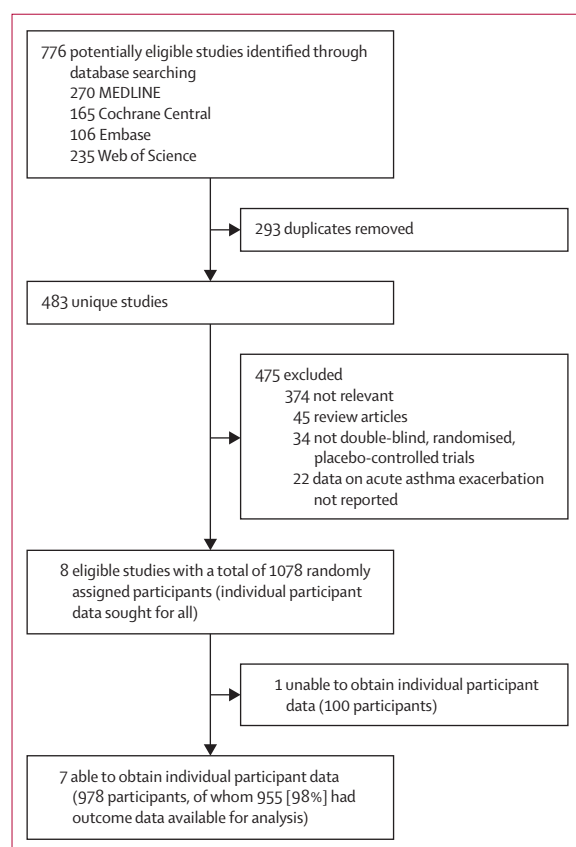 776 potentially eligible studies identified through
database searching
270 MEDLINE
165 Cochrane Central
106 Embase
235 Web of Science
293 duplicates removed
483 unique studies
475 excluded
374 not relevant
45 review articles
34 not double-blind, randomised,
placebo-controlled trials
22 data on acute asthma exacerbation
not reported
8 eligible studies with a total of 1078 randomly
assigned participants (individual participant
data sought for all)
1 unable to obtain individual participant
data (100 participants)
7 able to obtain individual participant data
(978 participants, of whom 955 [98%] had
outcome data available for analysis)